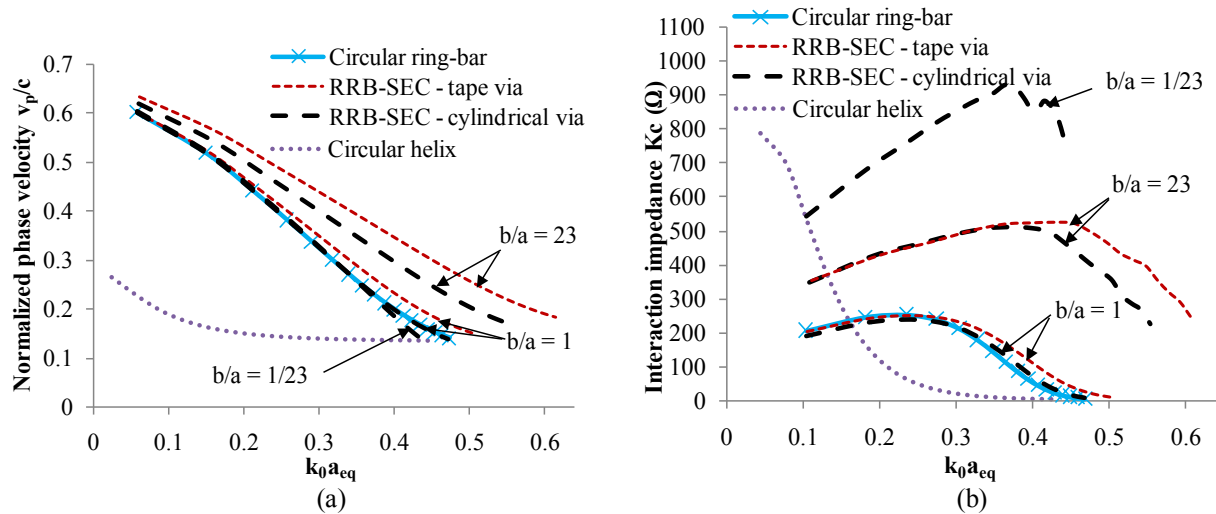 Circular ring-bar
RRB-SEC - tape via
RRB-SEC - cylindrical via
Circular helix
Normalized phase velocity vp/c
0.7
0.6
0.5
0.4
0.3
0.2
0.1
0
b/a = 23
b/a = 1
b/a = 1/23
0 0.1 0.2 0.3 0.4 0.5 0.6
k0aeq
(a)
Circular ring-bar
RRB-SEC - tape via
RRB-SEC - cylindrical via
Circular helix
Interaction impedance Kc (Ω)
1100
1000
900
800
700
600
500
400
300
200
100
0
b/a = 1/23
b/a = 23
b/a = 1
0 0.1 0.2 0.3 0.4 0.5 0.6
k0aeq
(b)